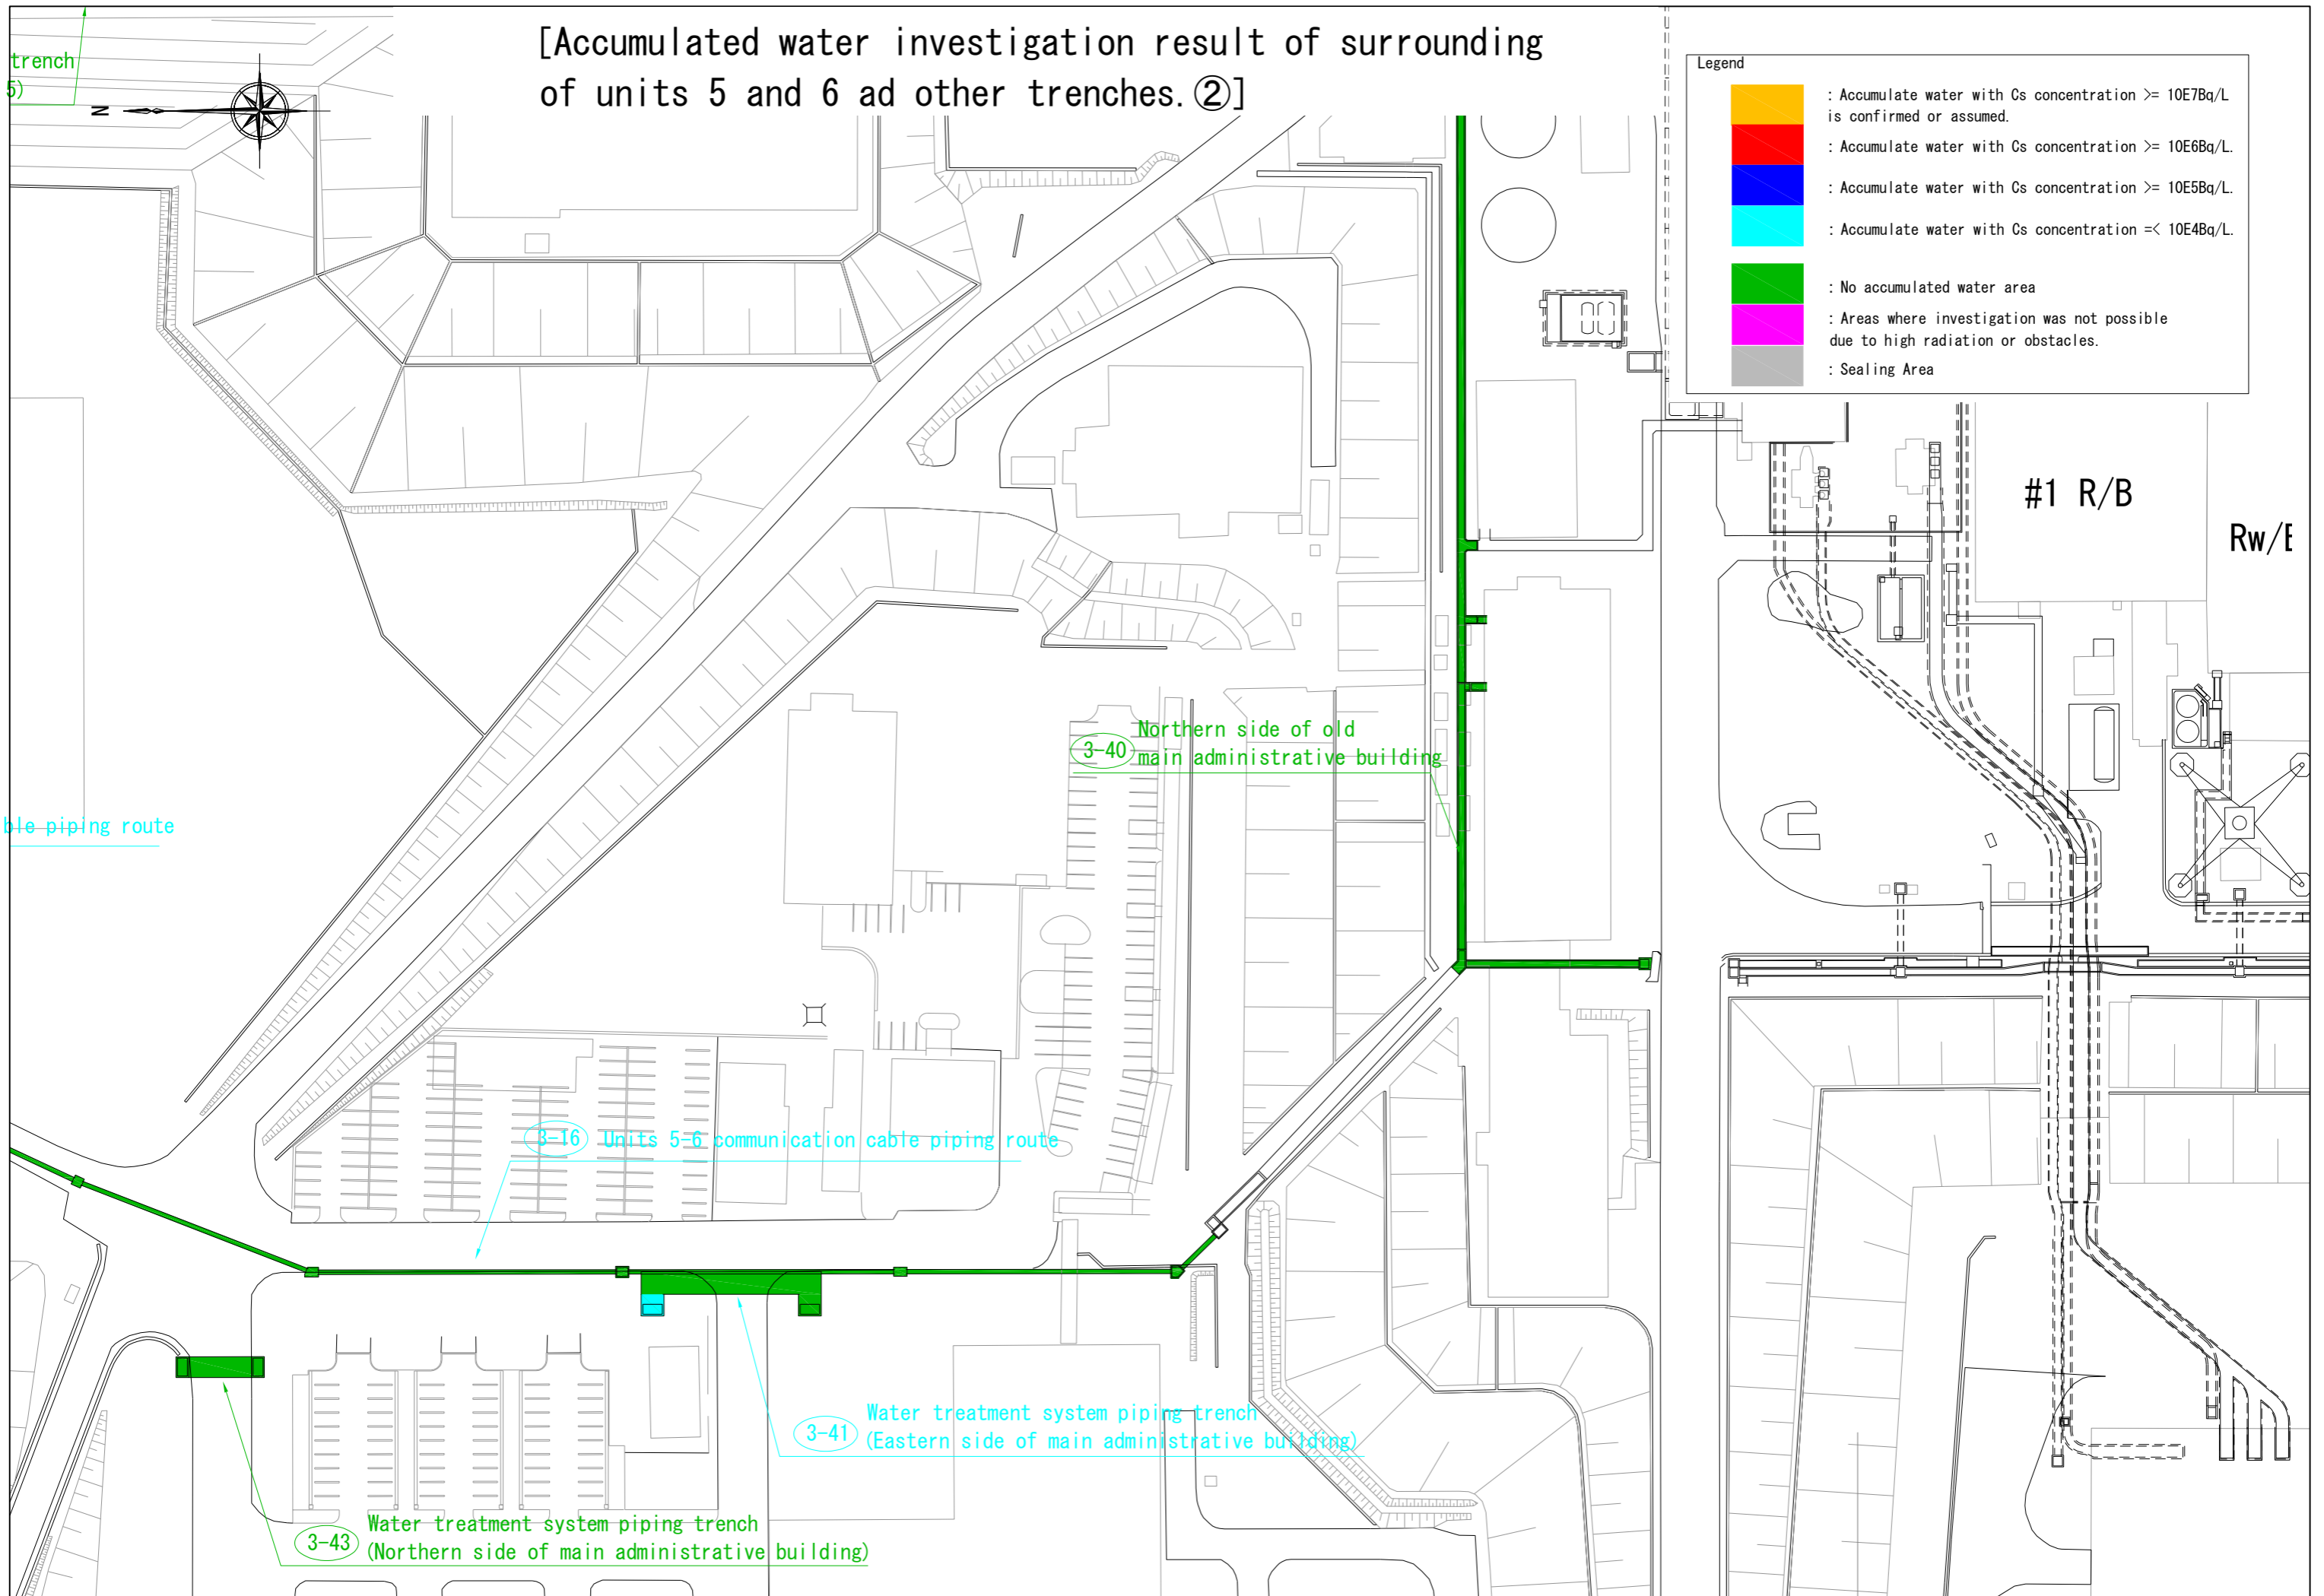 [Accumulated water investigation result of surrounding
of units 5 and 6 ad other trenches.②]
trench
5)
N
Legend
: Accumulate water with Cs concentration >= 10E7Bq/L
is confirmed or assumed.
: Accumulate water with Cs concentration >= 10E6Bq/L.
: Accumulate water with Cs concentration >= 10E5Bq/L.
: Accumulate water with Cs concentration =< 10E4Bq/L.
: No accumulated water area
: Areas where investigation was not possible
due to high radiation or obstacles.
: Sealing Area
#1 R/B
Rw/
3-40 Northern side of old
main administrative building
ble piping route
3-16 Units 5-6 communication cable piping route
3-41 Water treatment system piping trench
(Eastern side of main administrative building)
3-43 Water treatment system piping trench
(Northern side of main administrative building)